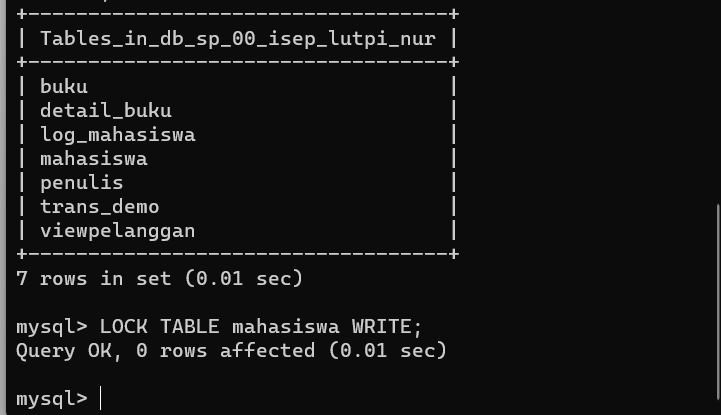 +----------------------------------+
| Tables_in_db_sp_00_isep_lutpi_nur |
+----------------------------------+
| buku |
| detail_buku |
| log_mahasiswa |
| mahasiswa |
| penulis |
| trans_demo |
| viewpelanggan |
+----------------------------------+
7 rows in set (0.01 sec)
mysql> LOCK TABLE mahasiswa WRITE;
Query OK, 0 rows affected (0.01 sec)
mysql>